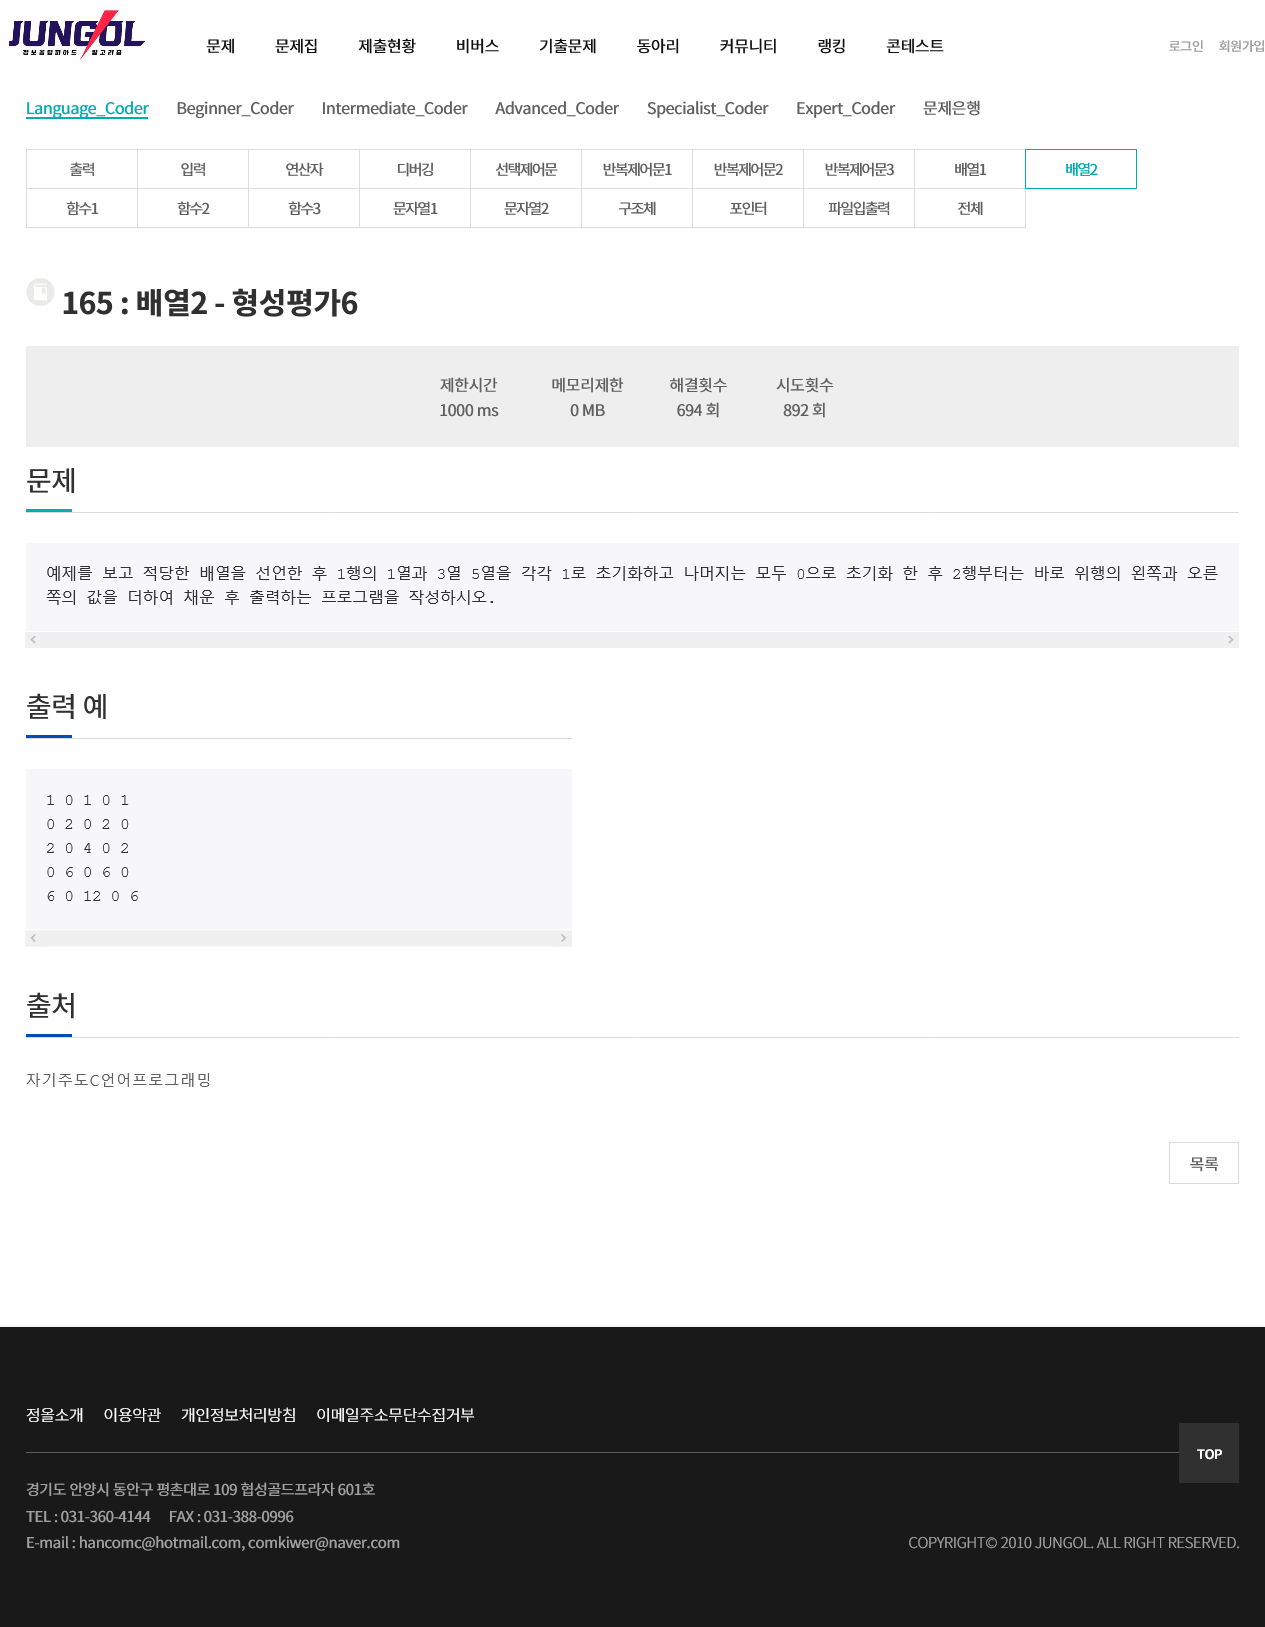 JUNGOL
정보올림피아드 알고리즘
문제 문제집 제출현황 비버스 기출문제 동아리 커뮤니티 랭킹 콘테스트 로그인 회원가입
Language_Coder Beginner_Coder Intermediate_Coder Advanced_Coder Specialist_Coder Expert_Coder 문제은행
출력 입력 연산자 디버깅 선택제어문 반복제어문1 반복제어문2 반복제어문3 배열1 배열2
함수1 함수2 함수3 문자열1 문자열2 구조체 포인터 파일입출력 전체
165 : 배열2 - 형성평가6
제한시간 메모리제한 해결횟수 시도횟수
1000 ms 0 MB 694 회 892 회
문제
예제를 보고 적당한 배열을 선언한 후 1행의 1열과 3열 5열을 각각 1로 초기화하고 나머지는 모두 0으로 초기화 한 후 2행부터는 바로 위행의 왼쪽과 오른
쪽의 값을 더하여 채운 후 출력하는 프로그램을 작성하시오.
출력 예
1 0 1 0 1
0 2 0 2 0
2 0 4 0 2
0 6 0 6 0
6 0 12 0 6
출처
자기주도C언어프로그래밍
목록
정올소개 이용약관 개인정보처리방침 이메일주소무단수집거부
TOP
경기도 안양시 동안구 평촌대로 109 협성골드프라자 601호
TEL : 031-360-4144 FAX : 031-388-0996
E-mail : hancomc@hotmail.com, comkiwer@naver.com COPYRIGHT© 2010 JUNGOL. ALL RIGHT RESERVED.